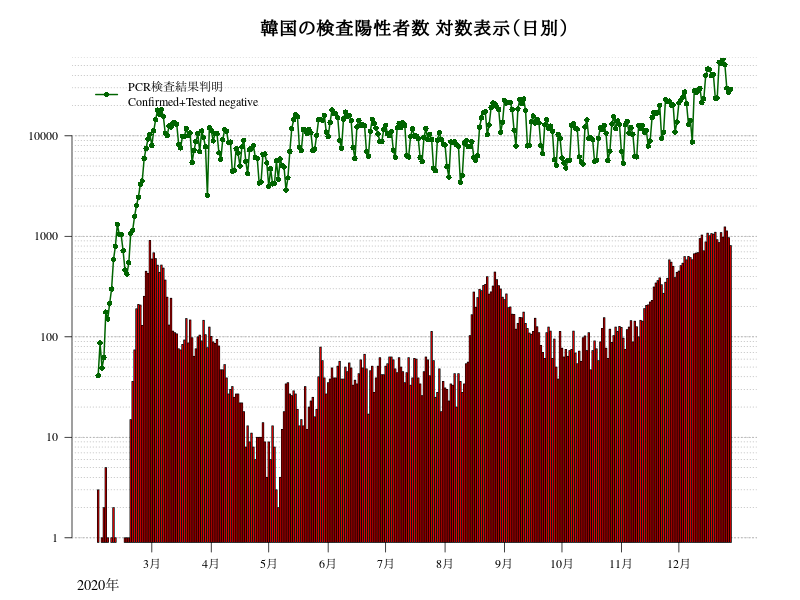 韓国の検査陽性者数 対数表示（日別）
PCR検査結果判明
Confirmed+Tested negative
10000
1000
100
10
1
3月 4月 5月 6月 7月 8月 9月 10月 11月 12月
2020年